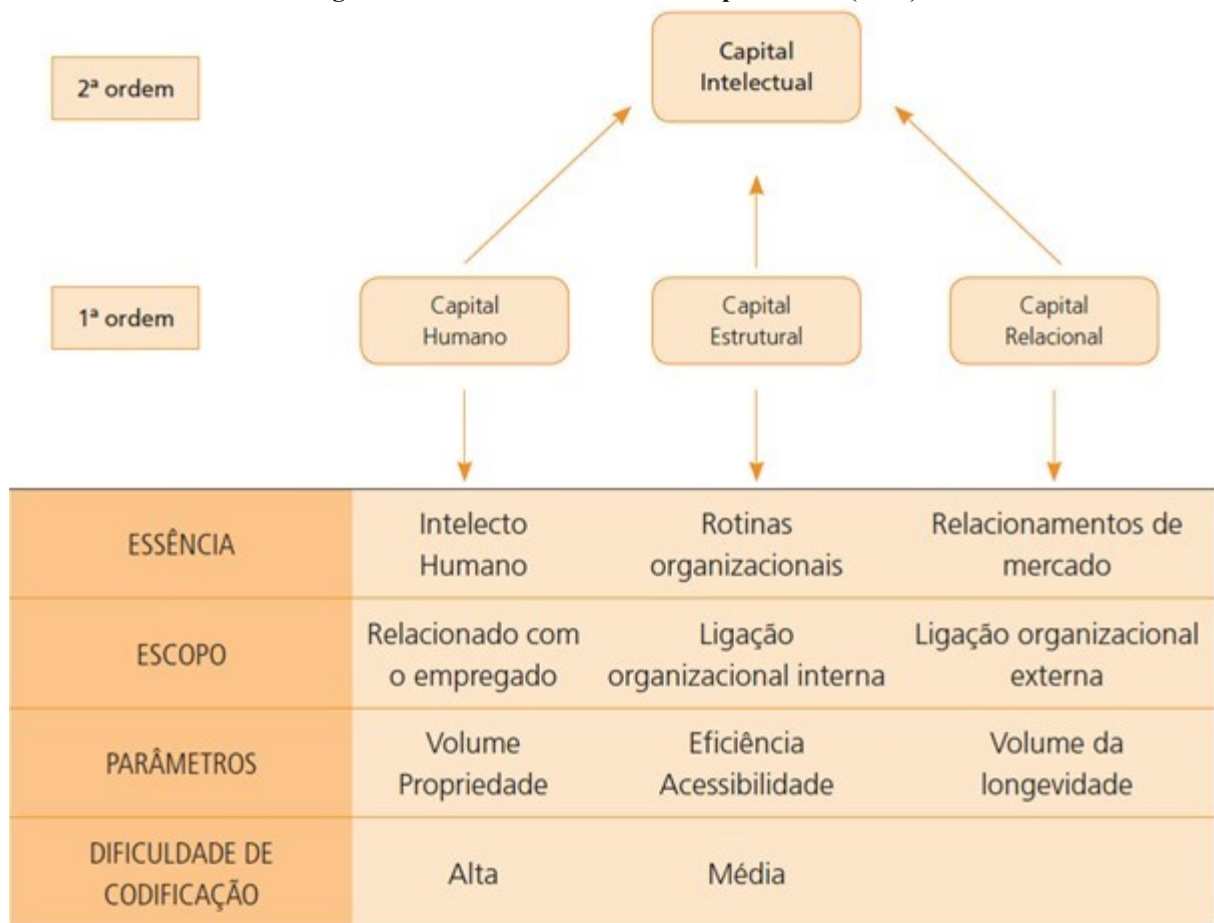 Capital
Intelectual
2ª ordem
1ª ordem
Capital
Humano
Capital
Estrutural
Capital
Relacional
ESSÊNCIA
Intelecto
Humano
Rotinas
organizacionais
Relacionamentos de
mercado
ESCOPO
Relacionado com
o empregado
Ligação
organizacional interna
Ligação organizacional
externa
PARÂMETROS
Volume
Propriedade
Eficiência
Acessibilidade
Volume da
longevidade
DIFICULDADE DE
CODIFICAÇÃO
Alta
Média